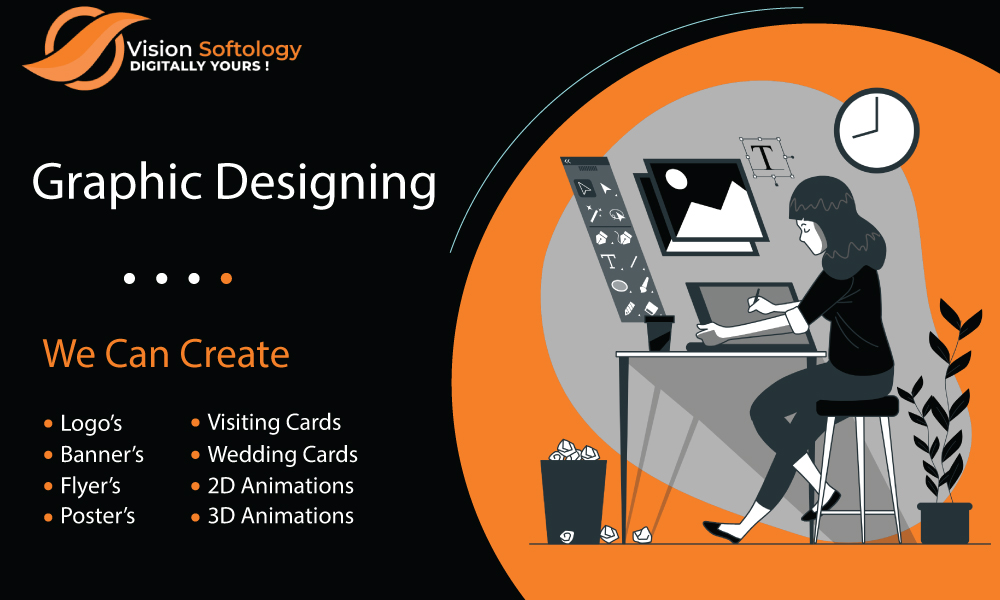 Vision Softology
DIGITALLY YOURS !
Graphic Designing
We Can Create
Logo's
Banner's
Flyer's
Poster's
Visiting Cards
Wedding Cards
2D Animations
3D Animations
T
T